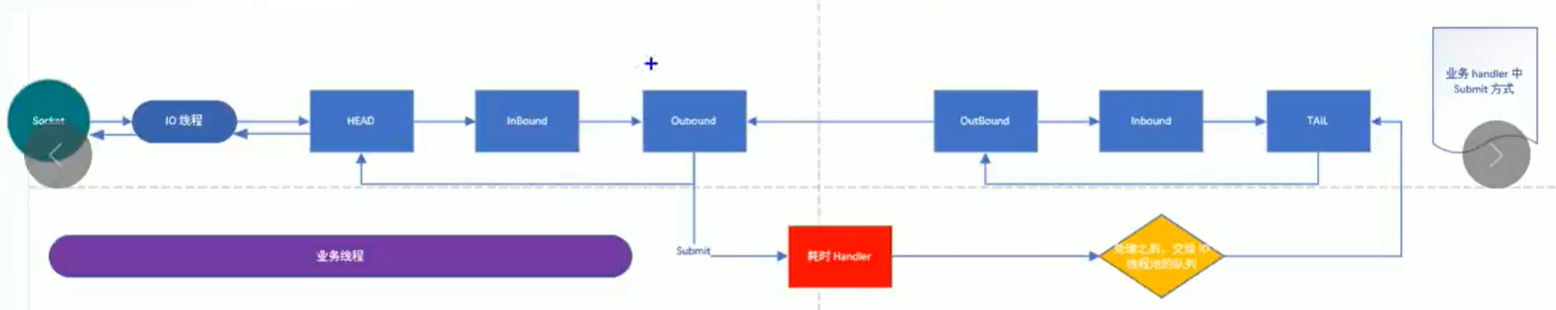 业务 handler 中
Submit 方式
Socket
IO 线程
HEAD
InBound
Oubound
OutBound
Inbound
TAIL
Submit
业务线程
耗时 Handler
处理之后，交给 IO
线程池的队列